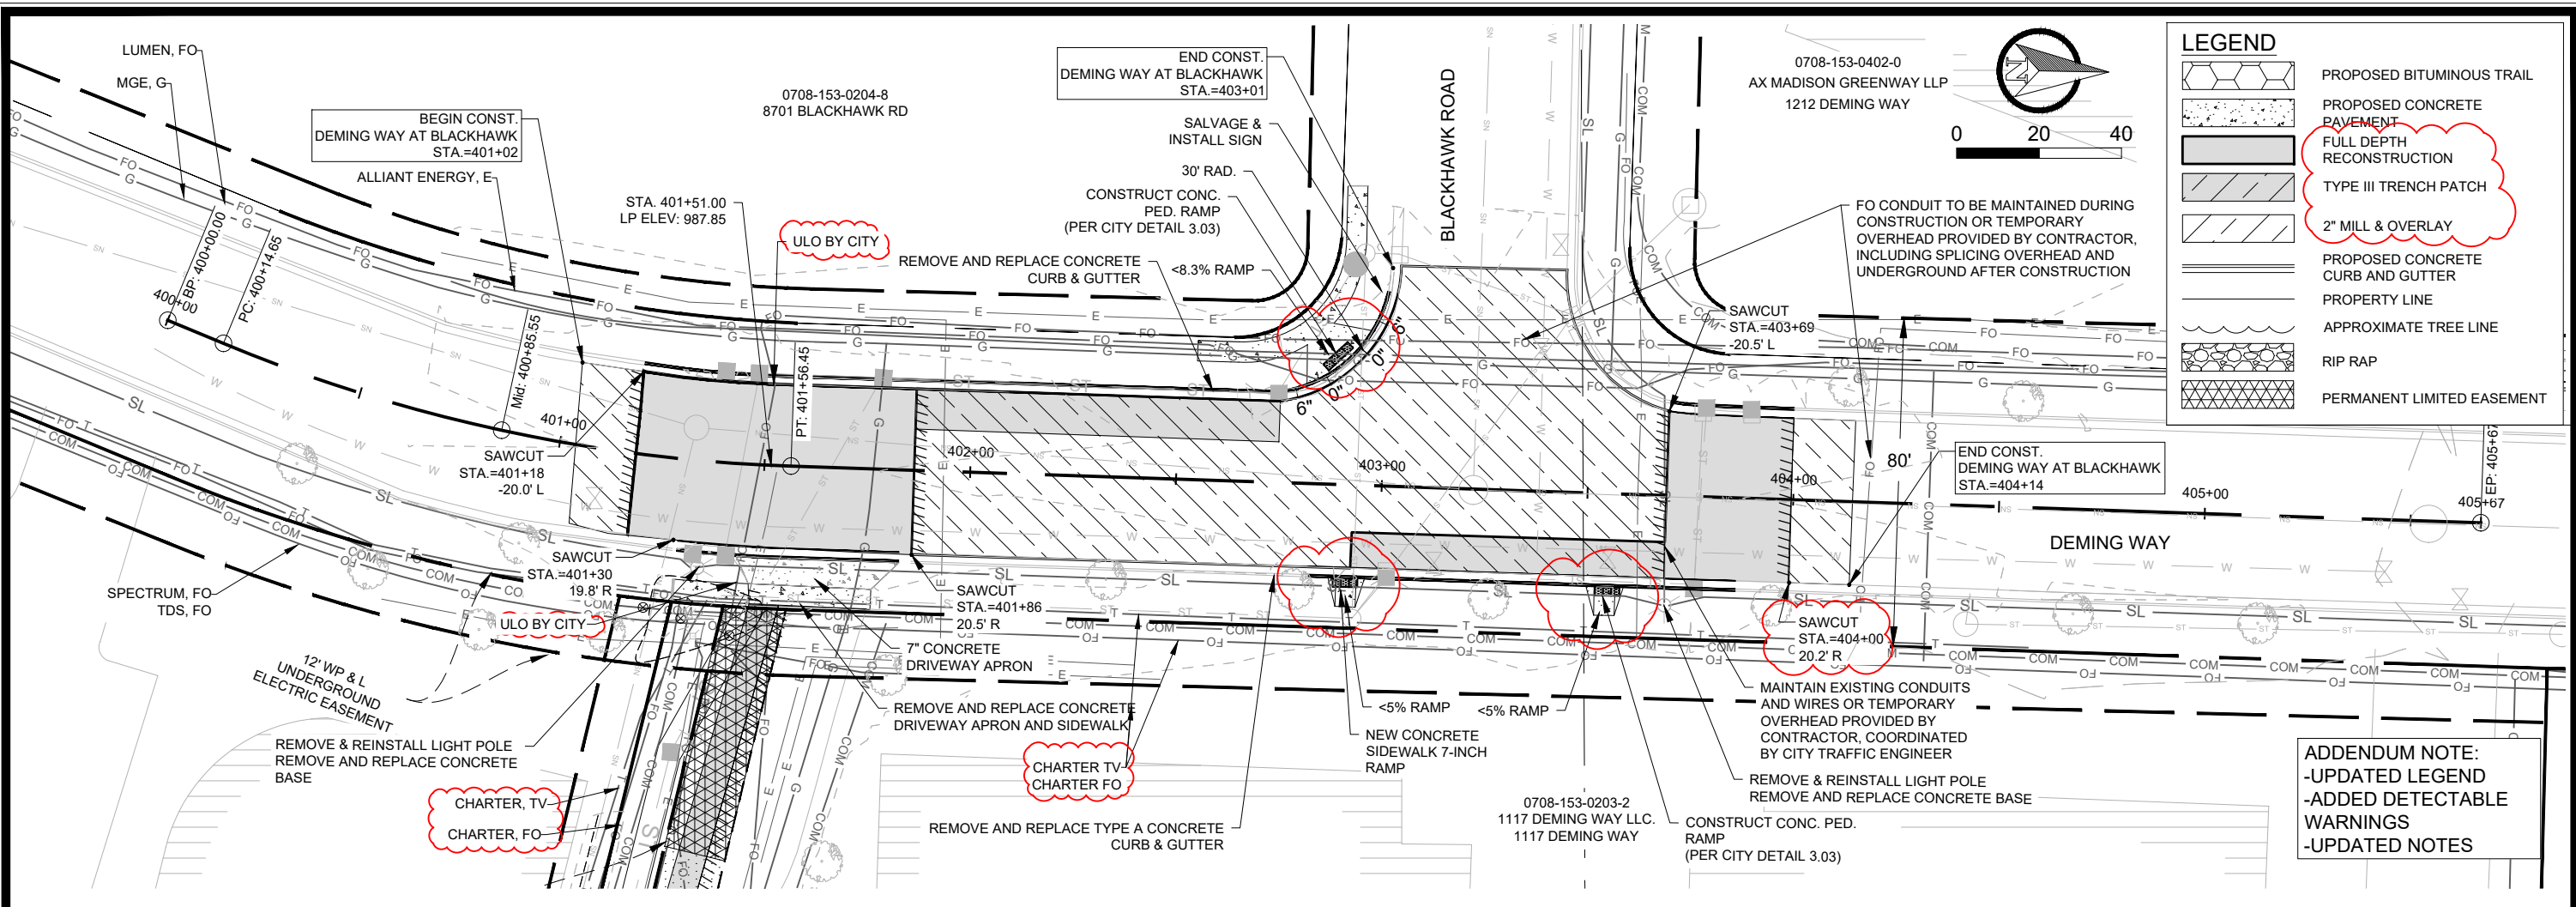 LUMEN, FO
MGE, G
BEGIN CONST.
DEMING WAY AT BLACKHAWK
STA.=401+02
ALLIANT ENERGY, E
0708-153-0204-8
8701 BLACKHAWK RD
STA. 401+51.00
LP ELEV: 987.85
ULO BY CITY
END CONST.
DEMING WAY AT BLACKHAWK
STA.=403+01
SALVAGE &
INSTALL SIGN
30' RAD.
CONSTRUCT CONC.
PED. RAMP
(PER CITY DETAIL 3.03)
REMOVE AND REPLACE CONCRETE
CURB & GUTTER
<8.3% RAMP
BLACKHAWK ROAD
0708-153-0402-0
AX MADISON GREENWAY LLP
1212 DEMING WAY
N
0 20 40
FO CONDUIT TO BE MAINTAINED DURING
CONSTRUCTION OR TEMPORARY
OVERHEAD PROVIDED BY CONTRACTOR,
INCLUDING SPLICING OVERHEAD AND
UNDERGROUND AFTER CONSTRUCTION
SAWCUT
STA.=403+69
-20.5' L
LEGEND
PROPOSED BITUMINOUS TRAIL
PROPOSED CONCRETE
PAVEMENT
FULL DEPTH
RECONSTRUCTION
TYPE III TRENCH PATCH
2" MILL & OVERLAY
PROPOSED CONCRETE
CURB AND GUTTER
PROPERTY LINE
APPROXIMATE TREE LINE
RIP RAP
PERMANENT LIMITED EASEMENT
BP: 400+00.00
400+00
PC: 400+14.65
Mid: 400+85.55
401+00
PT: 401+56.45
402+00
403+00
404+00
405+00
405+67
EP: 405+67
80'
6"
0"
0"
6"
SAWCUT
STA.=401+18
-20.0' L
END CONST.
DEMING WAY AT BLACKHAWK
STA.=404+14
DEMING WAY
SAWCUT
STA.=401+30
19.8' R
SPECTRUM, FO
TDS, FO
ULO BY CITY
12' WP & L
UNDERGROUND
ELECTRIC EASEMENT
SAWCUT
STA.=401+86
20.5' R
7" CONCRETE
DRIVEWAY APRON
REMOVE AND REPLACE CONCRETE
DRIVEWAY APRON AND SIDEWALK
REMOVE & REINSTALL LIGHT POLE
REMOVE AND REPLACE CONCRETE
BASE
CHARTER, TV
CHARTER, FO
CHARTER TV
CHARTER FO
REMOVE AND REPLACE TYPE A CONCRETE
CURB & GUTTER
<5% RAMP
<5% RAMP
NEW CONCRETE
SIDEWALK 7-INCH
RAMP
0708-153-0203-2
1117 DEMING WAY LLC.
1117 DEMING WAY
SAWCUT
STA.=404+00
20.2' R
MAINTAIN EXISTING CONDUITS
AND WIRES OR TEMPORARY
OVERHEAD PROVIDED BY
CONTRACTOR, COORDINATED
BY CITY TRAFFIC ENGINEER
REMOVE & REINSTALL LIGHT POLE
REMOVE AND REPLACE CONCRETE BASE
CONSTRUCT CONC. PED.
RAMP
(PER CITY DETAIL 3.03)
ADDENDUM NOTE:
-UPDATED LEGEND
-ADDED DETECTABLE
WARNINGS
-UPDATED NOTES